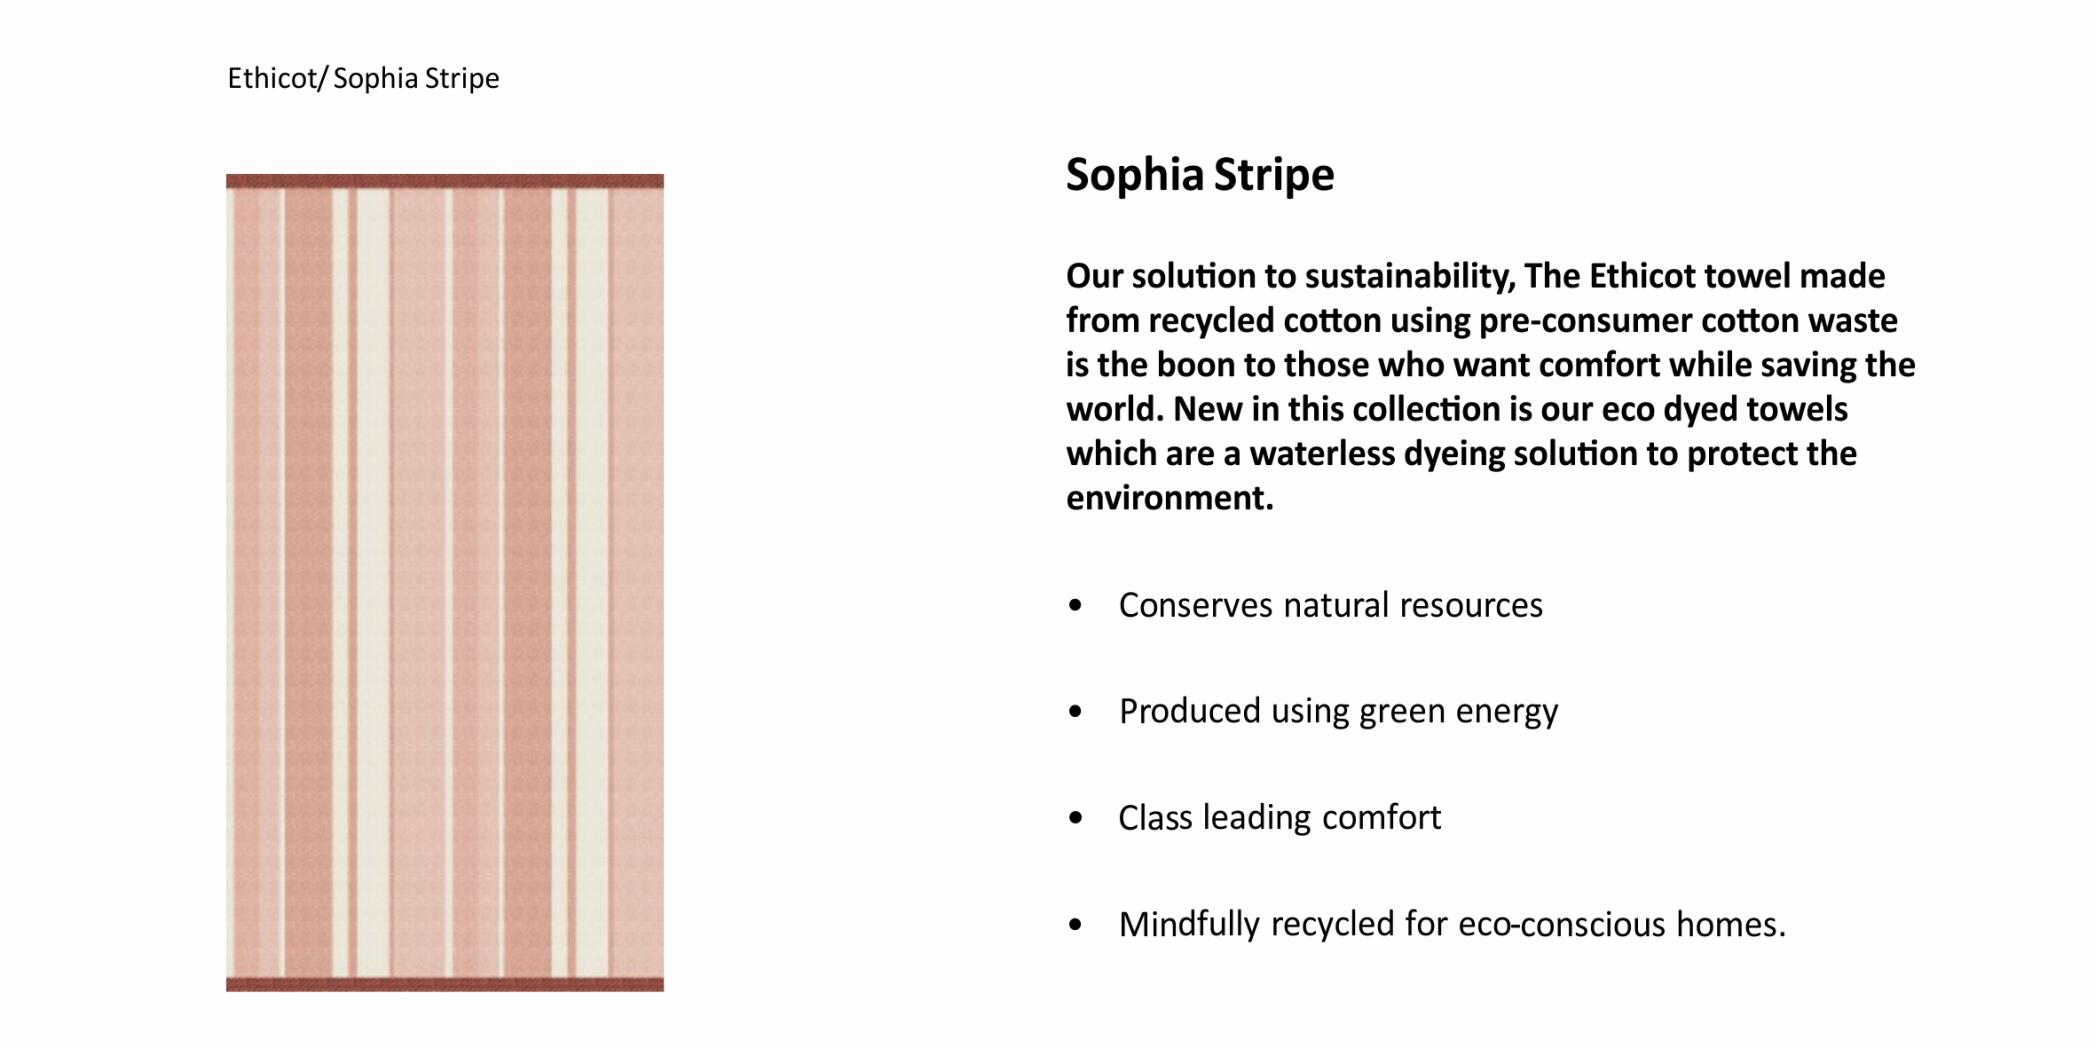 Ethicot/ Sophia Stripe
Sophia Stripe
Our solution to sustainability, The Ethicot towel made
from recycled cotton using pre-consumer cotton waste
is the boon to those who want comfort while saving the
world. New in this collection is our eco dyed towels
which are a waterless dyeing solution to protect the
environment.
• Conserves natural resources
• Produced using green energy
• Class leading comfort
• Mindfully recycled for eco-conscious homes.